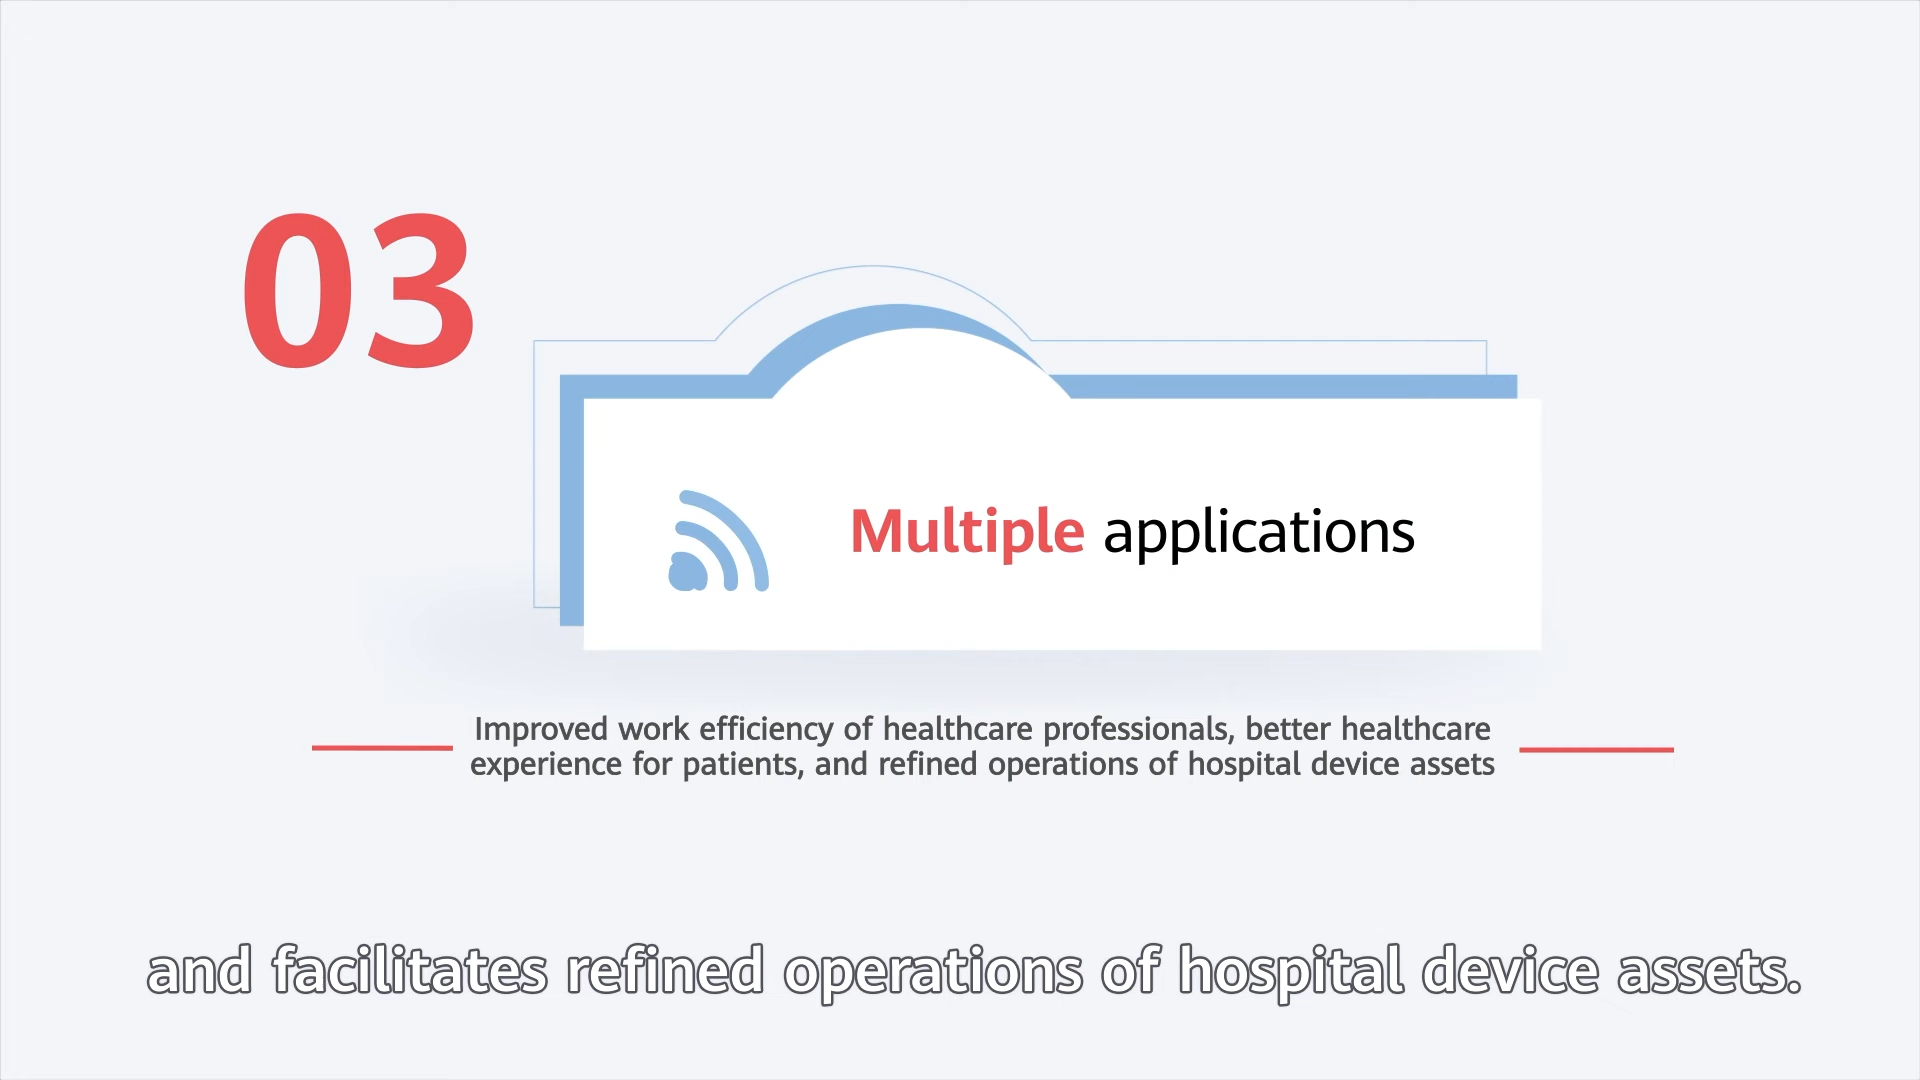 03
Multiple applications
Improved work efficiency of healthcare professionals, better healthcare
experience for patients, and refined operations of hospital device assets
and facilitates refined operations of hospital device assets.